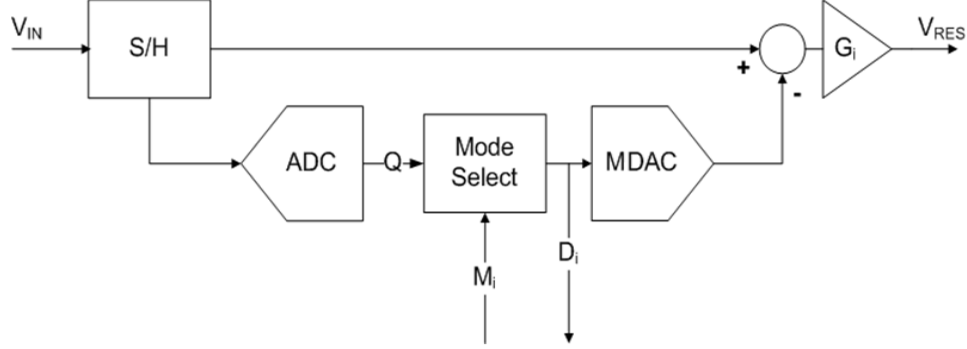 V_IN
S/H
+
-
G_i
V_RES
ADC
Q
Mode
Select
MDAC
D_i
M_i